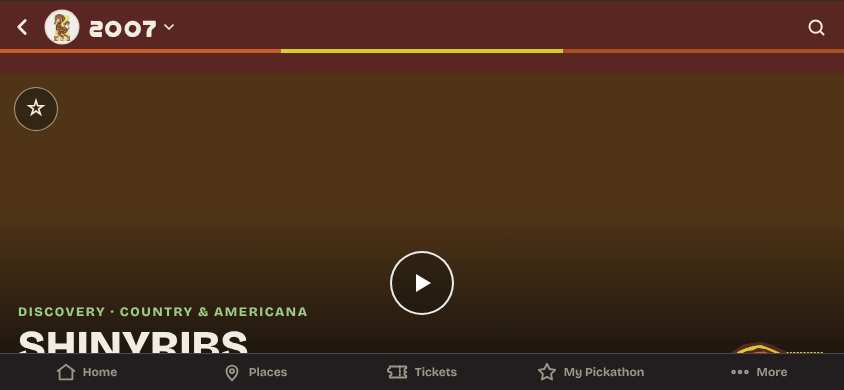 2007
DISCOVERY · COUNTRY & AMERICANA
SHINYRIBS
Home
Places
Tickets
My Pickathon
More